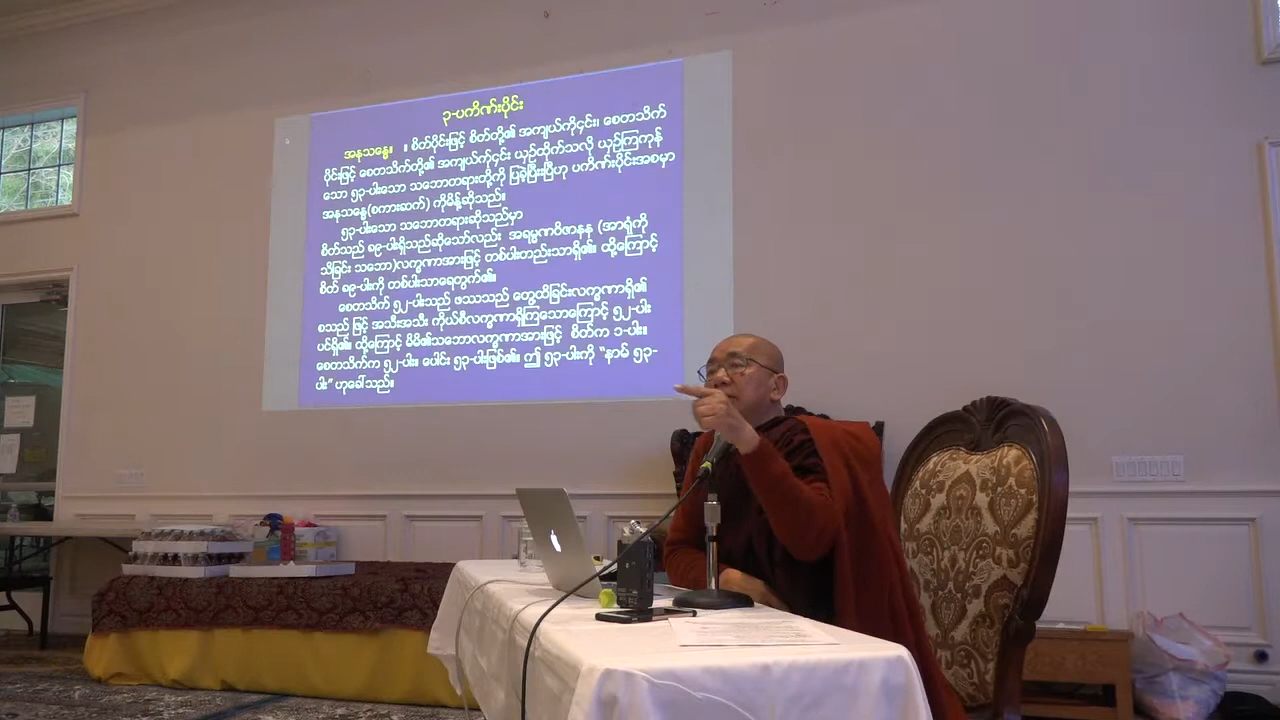 ၃-ပကိဏ်းပိုင်း
အနုသန္ဓေ။ ။ စိတ်ပိုင်းဖြင့် စိတ်တို့၏ အကျယ်ကို၄င်း၊ စေတသိက်
ပိုင်းဖြင့် စေတသိက်တို့၏ အကျယ်ကို၄င်း ယှဉ်ထိုက်သလို ယှဉ်ကြကုန်
သော ၅၃-ပါးသော သဘောတရားတို့ကို ပြခဲ့ပြီးပြီဟု ပကိဏ်းပိုင်းအစမှာ
အနုသန္ဓေ(စကားဆက်) ကိုမိန့်ဆိုသည်။
၅၃-ပါးသော သဘောတရားဆိုသည်မှာ
စိတ်သည် ၈၉-ပါးရှိသည်ဆိုသော်လည်း အာရမ္မဏဝိဇာနန (အာရုံကို
သိခြင်း သဘော)လက္ခဏာအားဖြင့် တစ်ပါးတည်းသာရှိ၏။ ထို့ကြောင့်
စိတ် ၈၉-ပါးကို တစ်ပါးသာရေတွက်၏။
စေတသိက် ၅၂-ပါးသည် ဖဿသည် တွေ့ထိခြင်းလက္ခဏာရှိ၏
စသည် ဖြင့် အသီးအသီး ကိုယ်စီလက္ခဏာရှိကြသောကြောင့် ၅၂-ပါး
ပင်ရှိ၏။ ထို့ကြောင့် မိမိ၏သဘောလက္ခဏာအားဖြင့် စိတ်က ၁-ပါး။
စေတသိက်က ၅၂-ပါး။ ပေါင်း ၅၃-ပါးဖြစ်၏။ ဤ ၅၃-ပါးကို “နာမ် ၅၃-
ပါး” ဟုခေါ်သည်။